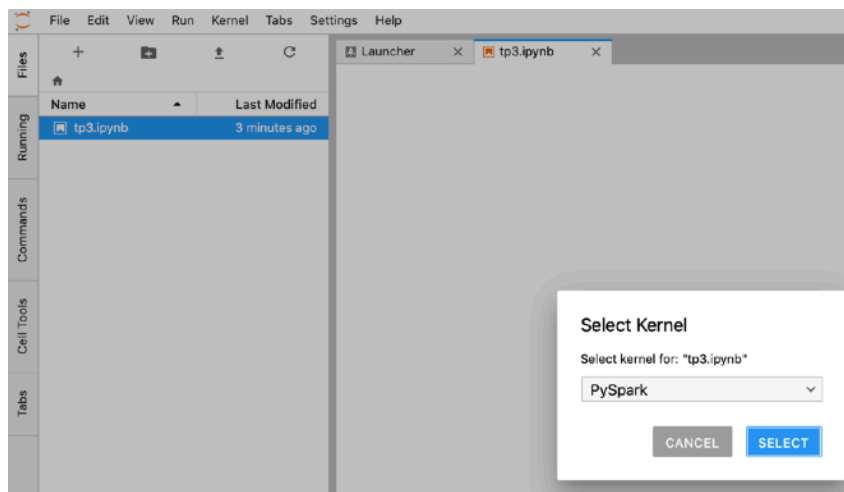 File Edit View Run Kernel Tabs Settings Help
Files
Running
Commands
Cell Tools
Tabs
Name Last Modified
tp3.ipynb 3 minutes ago
Launcher tp3.ipynb
Select Kernel
Select kernel for: "tp3.ipynb"
PySpark
CANCEL SELECT